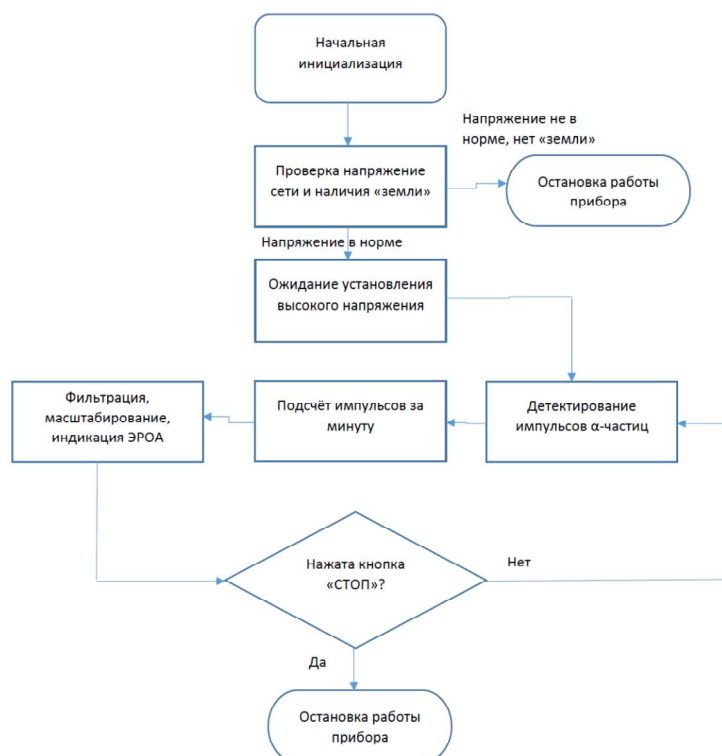 Начальная
инициализация
Напряжение не в
норме, нет «земли»
Проверка напряжение
сети и наличия «земли»
Остановка работы
прибора
Напряжение в норме
Ожидание установления
высокого напряжения
Фильтрация,
масштабирование,
индикация ЭРОА
Подсчёт импульсов за
минуту
Детектирование
импульсов α-частиц
Нажата кнопка
«СТОП»?
Нет
Да
Остановка работы
прибора